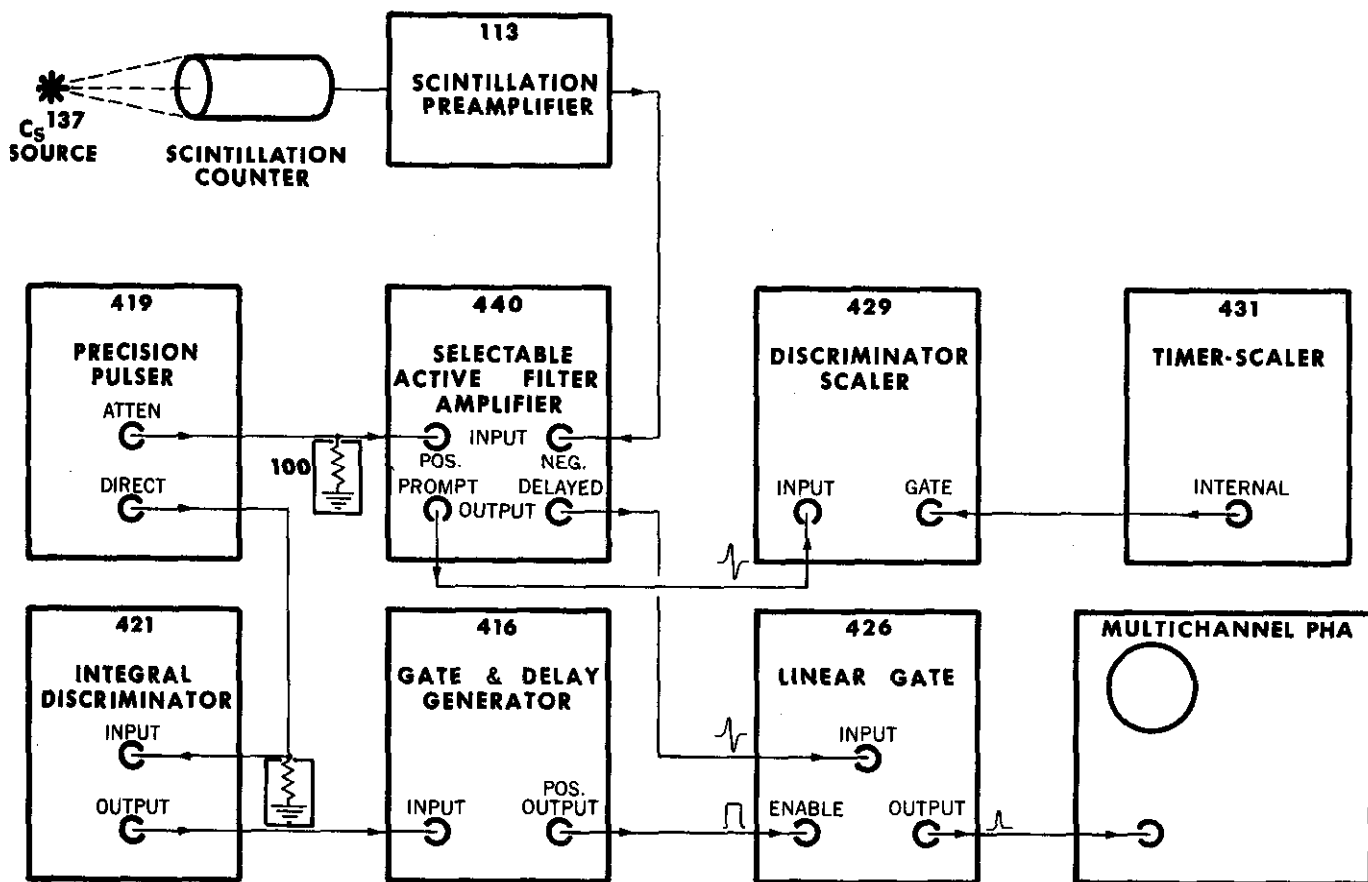 113
SCINTILLATION
PREAMPLIFIER
Cs137
SOURCE
SCINTILLATION
COUNTER
419
PRECISION
PULSER
ATTEN
DIRECT
100
440
SELECTABLE
ACTIVE FILTER
AMPLIFIER
INPUT
POS.
NEG.
PROMPT
DELAYED
OUTPUT
429
DISCRIMINATOR
SCALER
INPUT
GATE
431
TIMER-SCALER
INTERNAL
421
INTEGRAL
DISCRIMINATOR
INPUT
OUTPUT
416
GATE & DELAY
GENERATOR
INPUT
POS.
OUTPUT
426
LINEAR GATE
INPUT
ENABLE
OUTPUT
MULTICHANNEL PHA